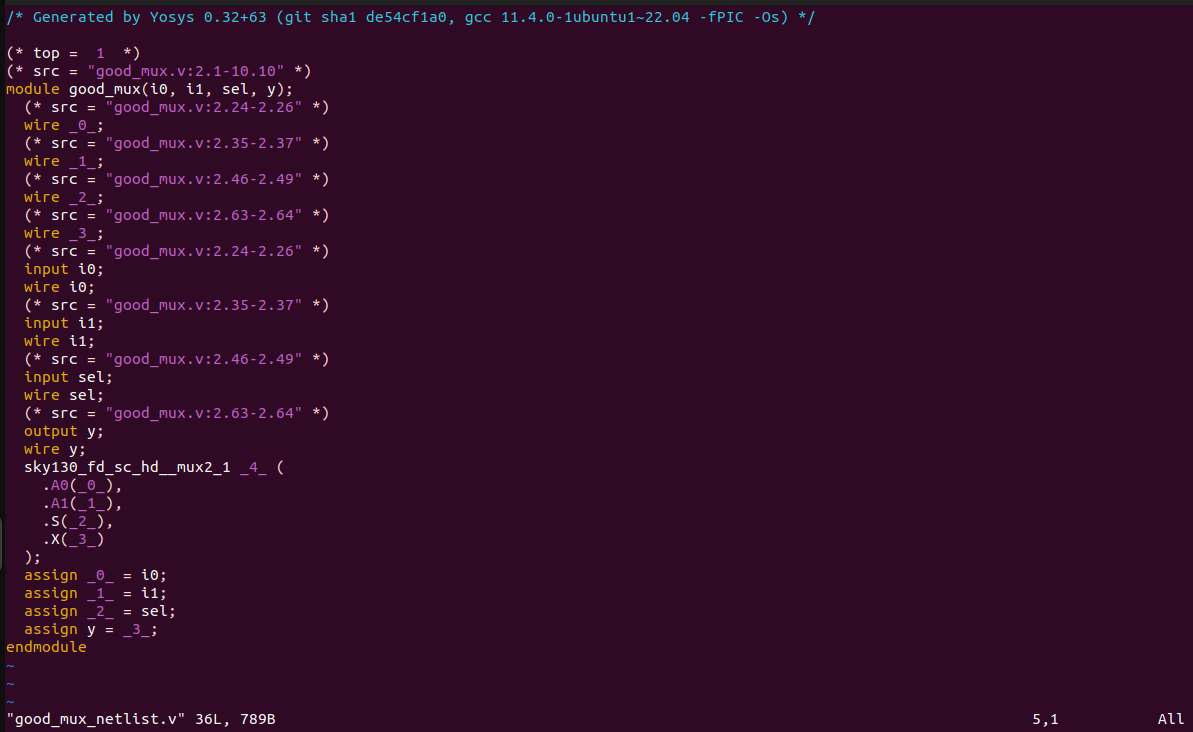 /* Generated by Yosys 0.32+63 (git sha1 de54cf1a0, gcc 11.4.0-1ubuntu1~22.04 -fPIC -Os) */

(* top =  1  *)
(* src = "good_mux.v:2.1-10.10" *)
module good_mux(i0, i1, sel, y);
  (* src = "good_mux.v:2.24-2.26" *)
  wire _0_;
  (* src = "good_mux.v:2.35-2.37" *)
  wire _1_;
  (* src = "good_mux.v:2.46-2.49" *)
  wire _2_;
  (* src = "good_mux.v:2.63-2.64" *)
  wire _3_;
  (* src = "good_mux.v:2.24-2.26" *)
  input i0;
  wire i0;
  (* src = "good_mux.v:2.35-2.37" *)
  input i1;
  wire i1;
  (* src = "good_mux.v:2.46-2.49" *)
  input sel;
  wire sel;
  (* src = "good_mux.v:2.63-2.64" *)
  output y;
  wire y;
  sky130_fd_sc_hd__mux2_1 _4_ (
    .A0(_0_),
    .A1(_1_),
    .S(_2_),
    .X(_3_)
  );
  assign _0_ = i0;
  assign _1_ = i1;
  assign _2_ = sel;
  assign y = _3_;
endmodule
~
~
~
"good_mux_netlist.v" 36L, 789B 5,1 All